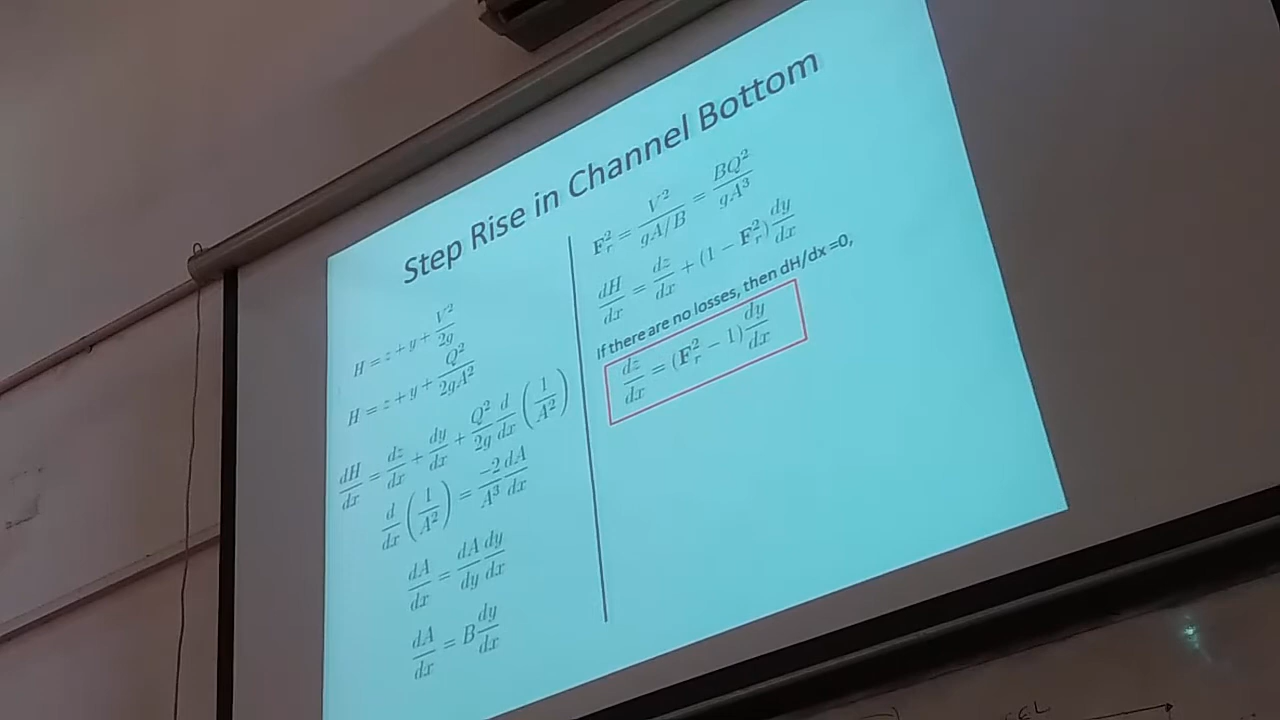 Step Rise in Channel Bottom
H = z + y + V²/2g
H = z + y + Q²/2gA²
dH/dx = dz/dx + dy/dx + Q²/2g d/dx (1/A²)
d/dx (1/A²) = -2/A³ dA/dx
dA/dx = dA/dy dy/dx
dA/dx = B dy/dx
F_r² = V²/gA/B = BQ²/gA³
dH/dx = dz/dx + (1 − F_r²) dy/dx
If there are no losses, then dH/dx =0,
dz/dx = (F_r² − 1) dy/dx